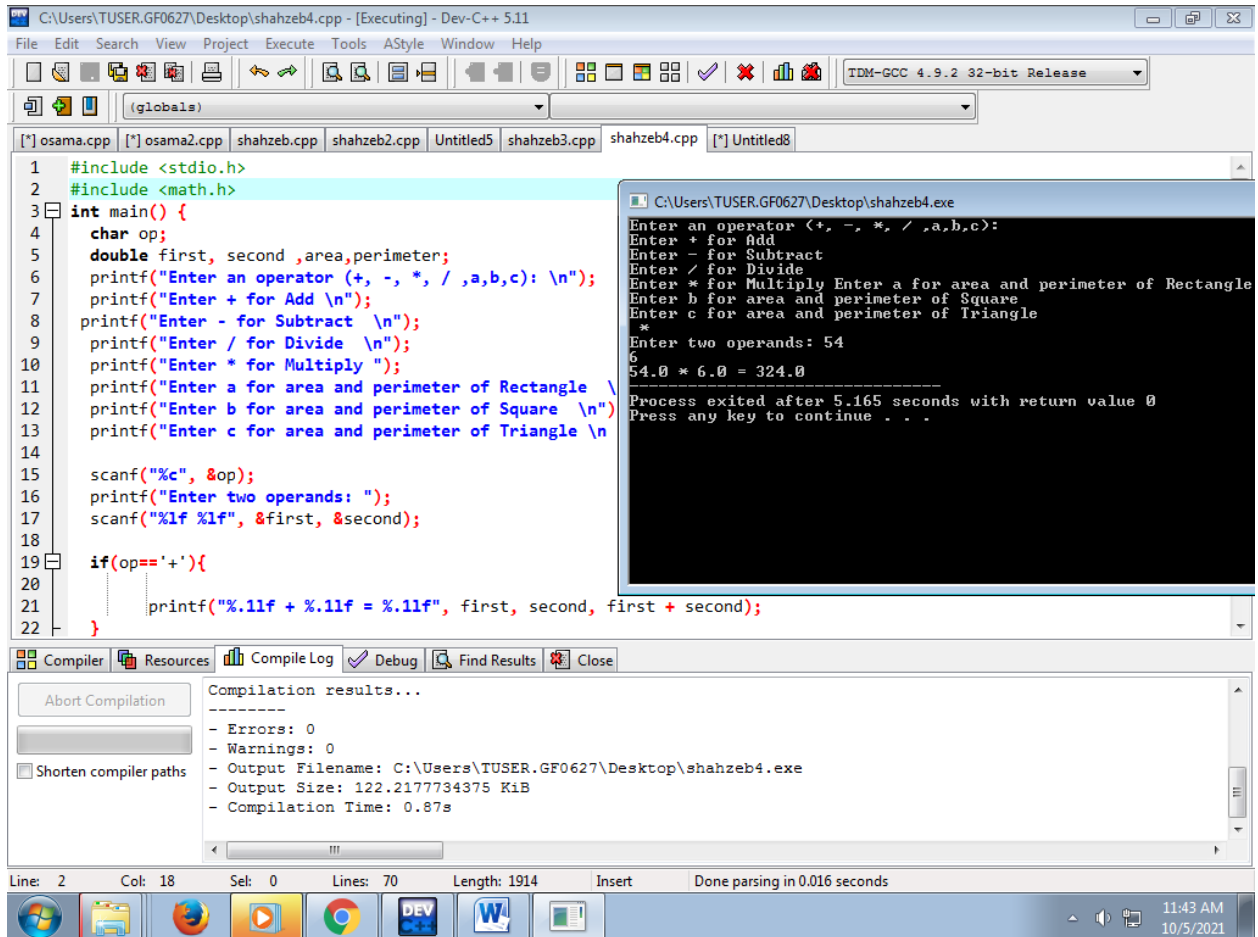 C:\Users\TUSER.GF0627\Desktop\shahzeb4.cpp - [Executing] - Dev-C++ 5.11
File Edit Search View Project Execute Tools AStyle Window Help
TDM-GCC 4.9.2 32-bit Release
(globals)
[*] osama.cpp [*] osama2.cpp shahzeb.cpp shahzeb2.cpp Untitled5 shahzeb3.cpp shahzeb4.cpp [*] Untitled8
1 #include <stdio.h>
2 #include <math.h>
3 int main() {
4 char op;
5 double first, second ,area,perimeter;
6 printf("Enter an operator (+, -, *, / ,a,b,c): \n");
7 printf("Enter + for Add \n");
8 printf("Enter - for Subtract  \n");
9 printf("Enter / for Divide  \n");
10 printf("Enter * for Multiply ");
11 printf("Enter a for area and perimeter of Rectangle  \
12 printf("Enter b for area and perimeter of Square  \n")
13 printf("Enter c for area and perimeter of Triangle \n
14
15 scanf("%c", &op);
16 printf("Enter two operands: ");
17 scanf("%lf %lf", &first, &second);
18
19 if(op=='+'){
20
21 printf("%.1lf + %.1lf = %.1lf", first, second, first + second);
22 }
C:\Users\TUSER.GF0627\Desktop\shahzeb4.exe
Enter an operator (+, -, *, / ,a,b,c):
Enter + for Add
Enter - for Subtract
Enter / for Divide
Enter * for Multiply Enter a for area and perimeter of Rectangle
Enter b for area and perimeter of Square
Enter c for area and perimeter of Triangle
*
Enter two operands: 54
6
54.0 * 6.0 = 324.0
--------------------------------
Process exited after 5.165 seconds with return value 0
Press any key to continue . . .
Compiler Resources Compile Log Debug Find Results Close
Abort Compilation
Shorten compiler paths
Compilation results...
--------
- Errors: 0
- Warnings: 0
- Output Filename: C:\Users\TUSER.GF0627\Desktop\shahzeb4.exe
- Output Size: 122.2177734375 KiB
- Compilation Time: 0.87s
Line: 2 Col: 18 Sel: 0 Lines: 70 Length: 1914 Insert Done parsing in 0.016 seconds
DEV C++
W
11:43 AM
10/5/2021